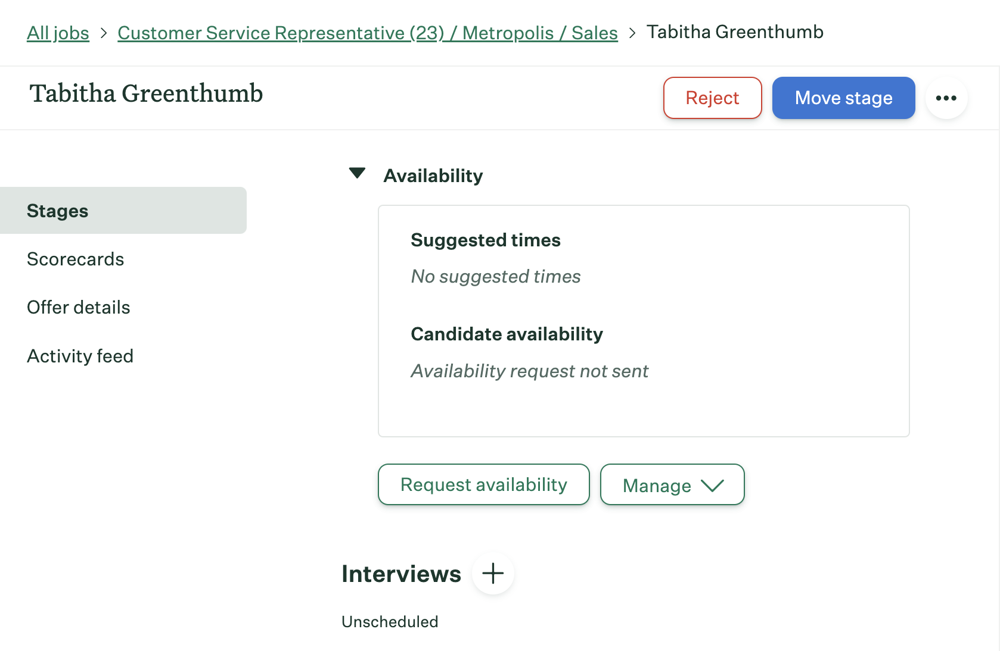 All jobs > Customer Service Representative (23) / Metropolis / Sales > Tabitha Greenthumb
Tabitha Greenthumb
Reject
Move stage
Stages
Scorecards
Offer details
Activity feed
Availability
Suggested times
No suggested times
Candidate availability
Availability request not sent
Request availability
Manage
Interviews
Unscheduled